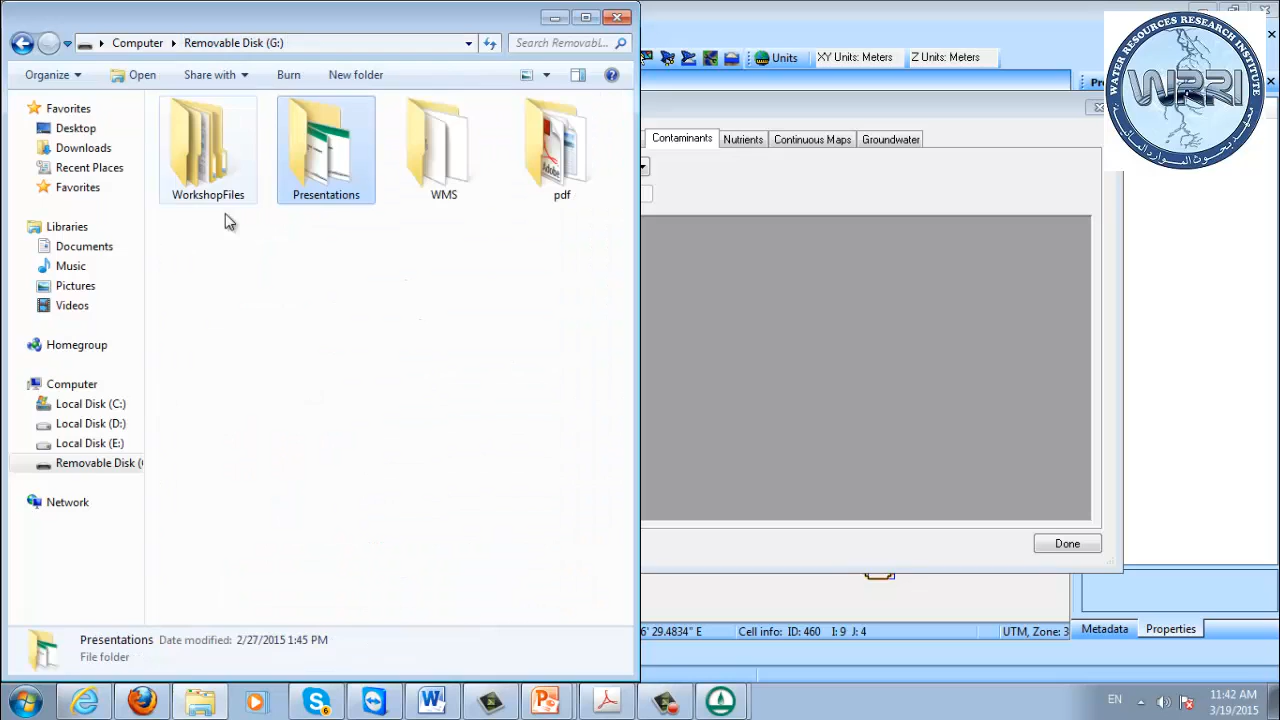 Computer
Removable Disk (G:)
Search Removabl...
Organize
Open
Share with
Burn
New folder
Favorites
Desktop
Downloads
Recent Places
Favorites
Libraries
Documents
Music
Pictures
Videos
Homegroup
Computer
Local Disk (C:)
Local Disk (D:)
Local Disk (E:)
Removable Disk (
Network
WorkshopFiles
Presentations
WMS
pdf
Adobe
Presentations
Date modified: 2/27/2015 1:45 PM
File folder
Units
XY Units: Meters
Z Units: Meters
Contaminants
Nutrients
Continuous Maps
Groundwater
Done
6' 29.4834" E
Cell info: ID: 460 I: 9 J: 4
UTM, Zone: 3
Metadata
Properties
WATER RESOURCES RESEARCH INSTITUTE
WRRI
EN
11:42 AM
3/19/2015